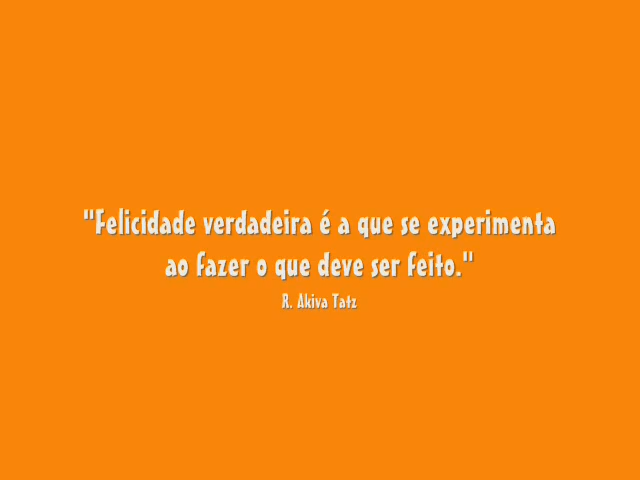 "Felicidade verdadeira é a que se experimenta
ao fazer o que deve ser feito."
R. Akiva Tatz